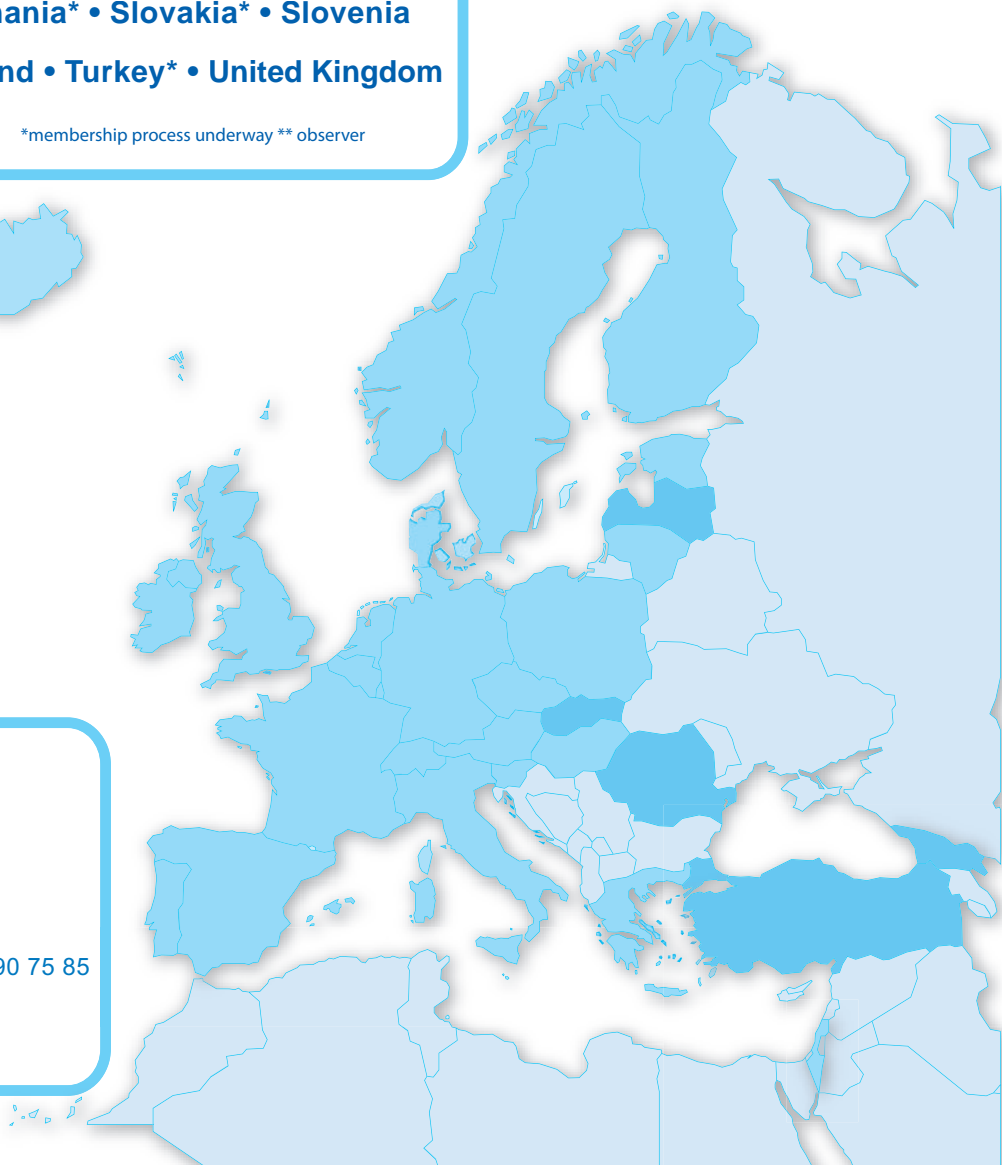 ania* • Slovakia* • Slovenia
nd • Turkey* • United Kingdom
*membership process underway ** observer
90 75 85